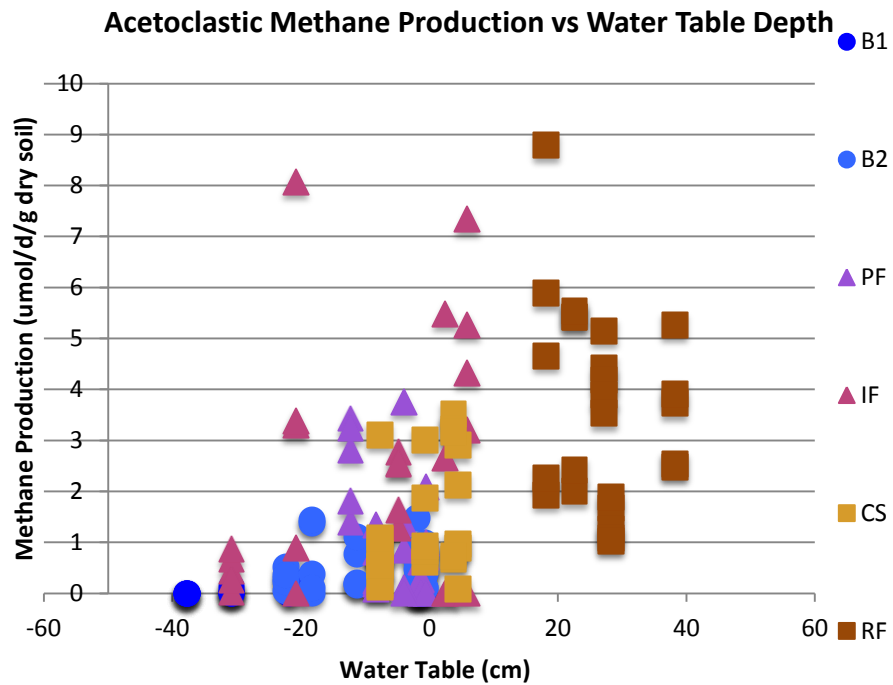 Acetoclastic Methane Production vs Water Table Depth
Methane Production (umol/d/g dry soil)
10
9
8
7
6
5
4
3
2
1
0
-60
-40
-20
0
20
40
60
Water Table (cm)
B1
B2
PF
IF
CS
RF